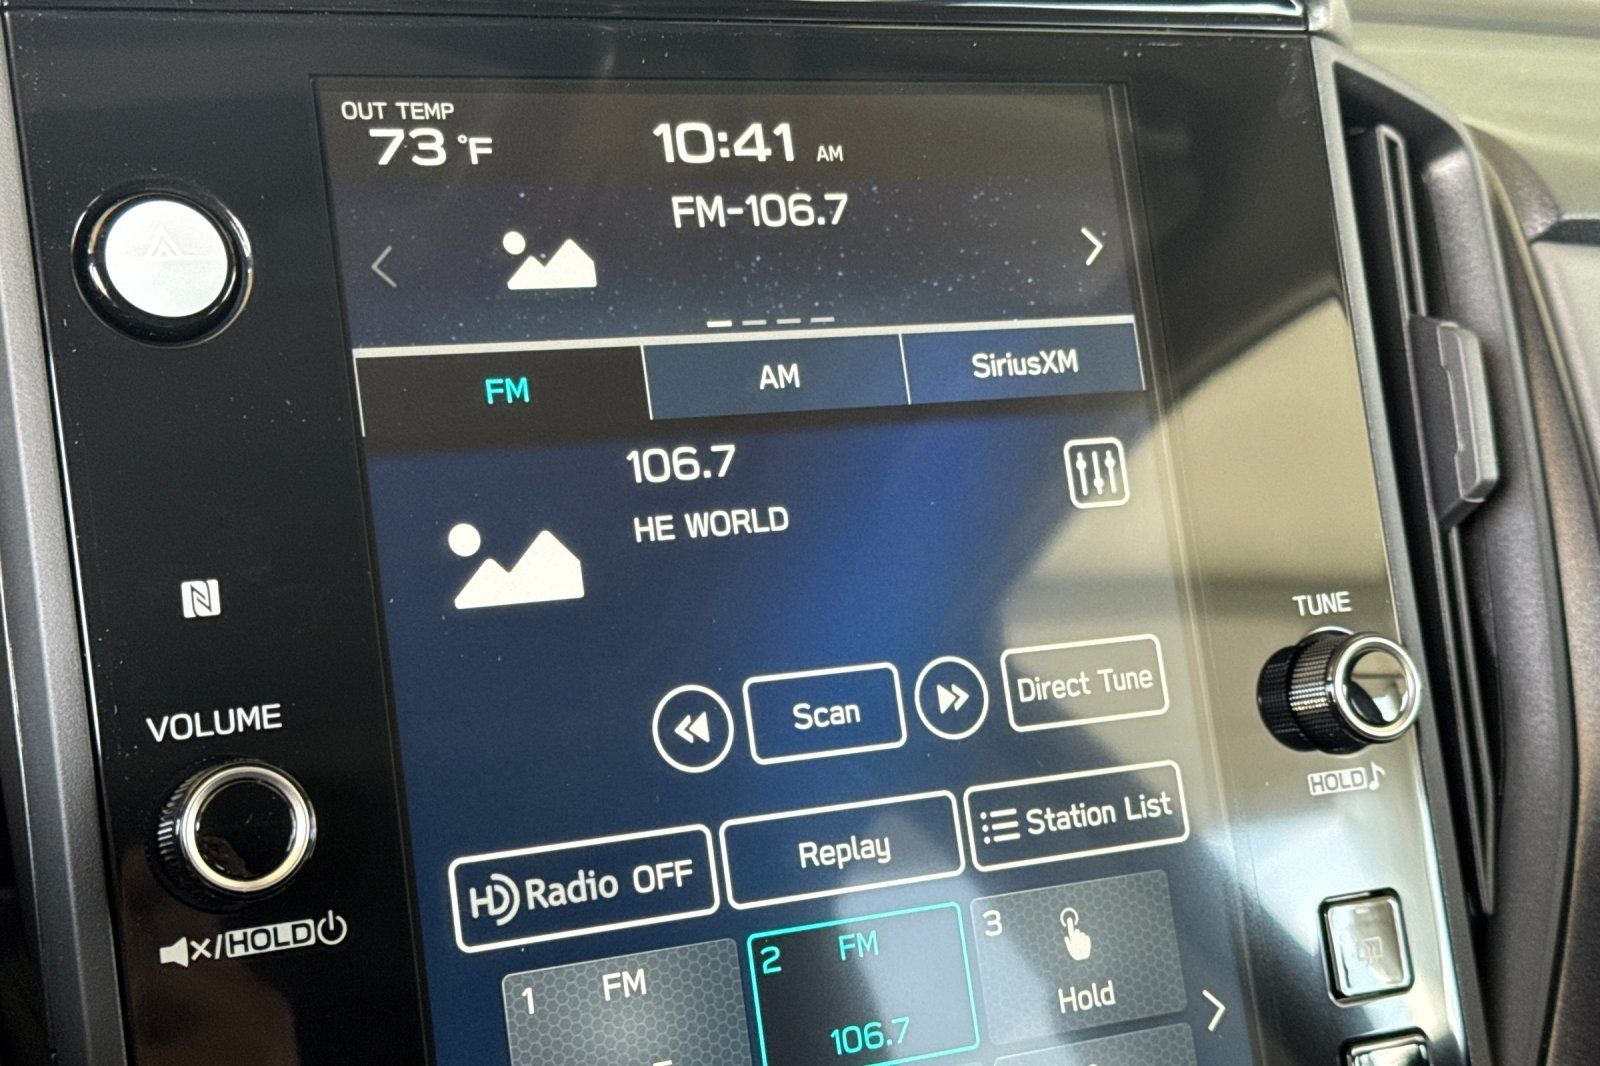 OUT TEMP
73 °F
10:41 AM
FM-106.7
FM
AM
SiriusXM
106.7
HE WORLD
TUNE
Scan
Direct Tune
VOLUME
HOLD
HD Radio OFF
Replay
Station List
X/HOLD
1 FM
2 FM
106.7
3
Hold